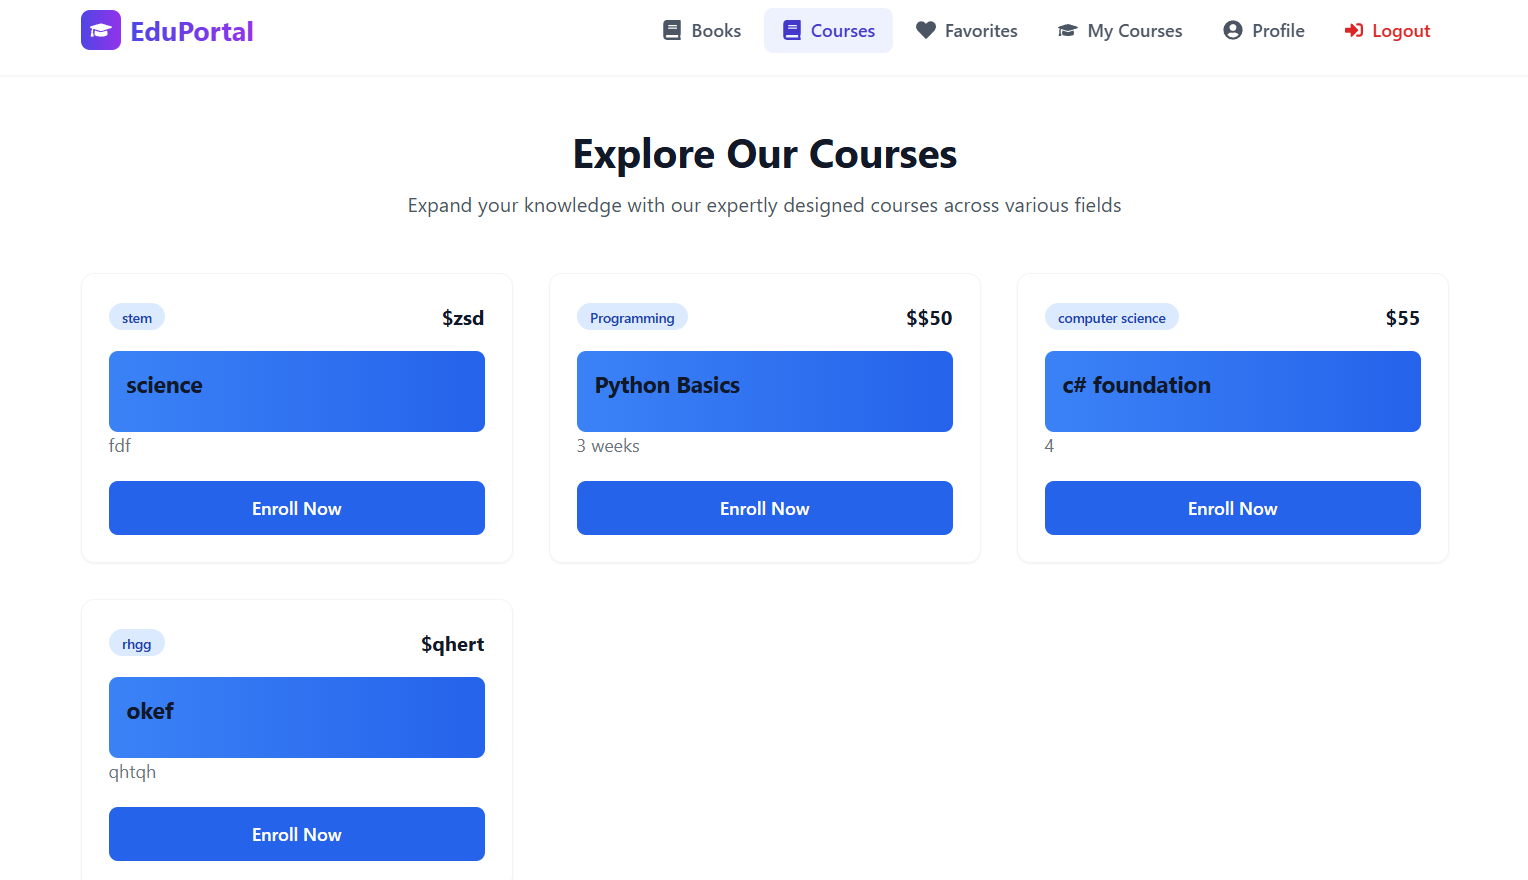 EduPortal
Books
Courses
Favorites
My Courses
Profile
Logout
Explore Our Courses
Expand your knowledge with our expertly designed courses across various fields
stem
$zsd
science
fdf
Enroll Now
Programming
$$50
Python Basics
3 weeks
Enroll Now
computer science
$55
c# foundation
4
Enroll Now
rhgg
$qhert
okef
qhtqh
Enroll Now